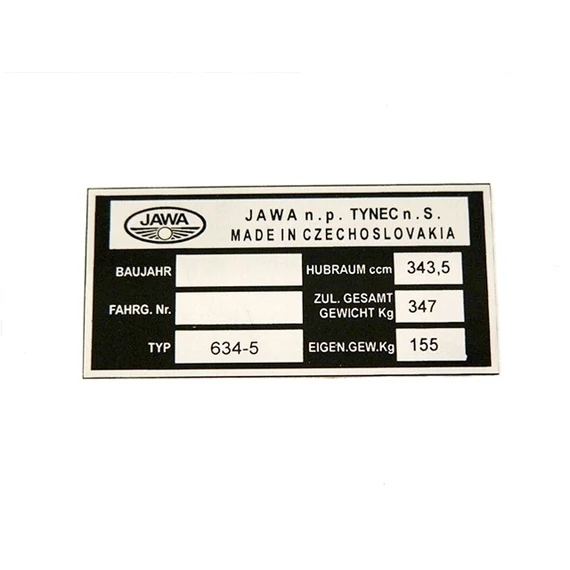 JAWA
JAWA n.p. TYNEC n.S.
MADE IN CZECHOSLOVAKIA
BAUJAHR
HUBRAUM ccm 343,5
FAHRG. Nr.
ZUL. GESAMT
GEWICHT Kg 347
TYP 634-5
EIGEN.GEW.Kg 155